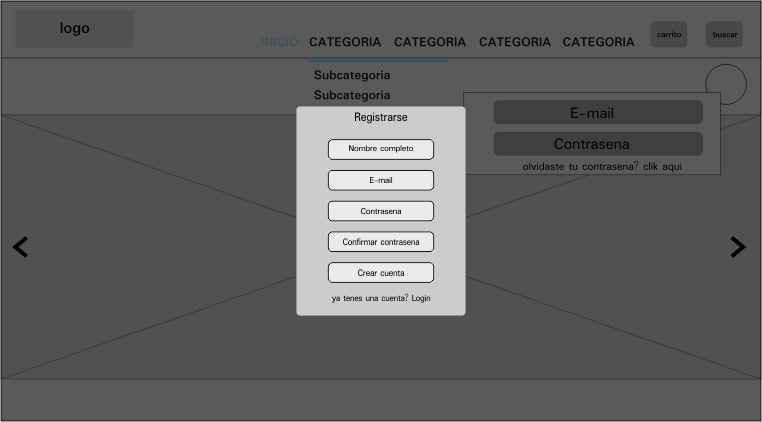 logo
INICIO CATEGORIA CATEGORIA CATEGORIA CATEGORIA carrito buscar
Subcategoria
Subcategoria
E-mail
Contrasena
olvidaste tu contrasena? clik aqui
Registrarse
Nombre completo
E-mail
Contrasena
Confirmar contrasena
Crear cuenta
ya tenes una cuenta? Login